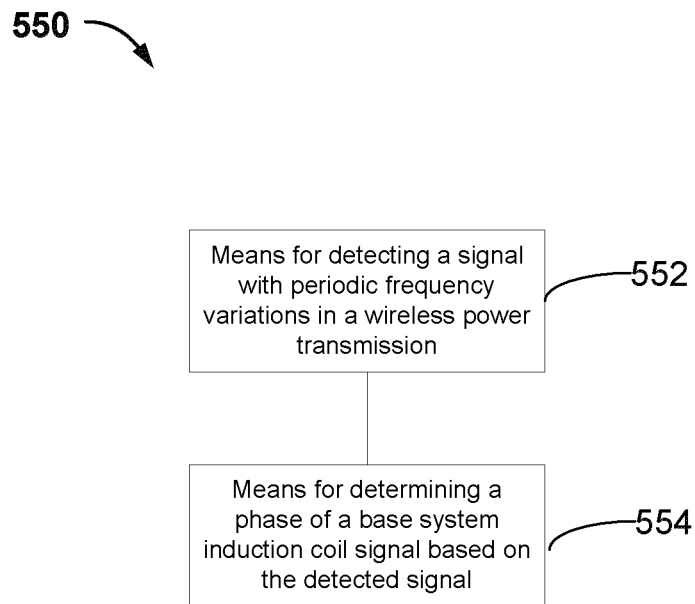 550
Means for detecting a signal
with periodic frequency
variations in a wireless power
transmission
552
Means for determining a
phase of a base system
induction coil signal based on
the detected signal
554